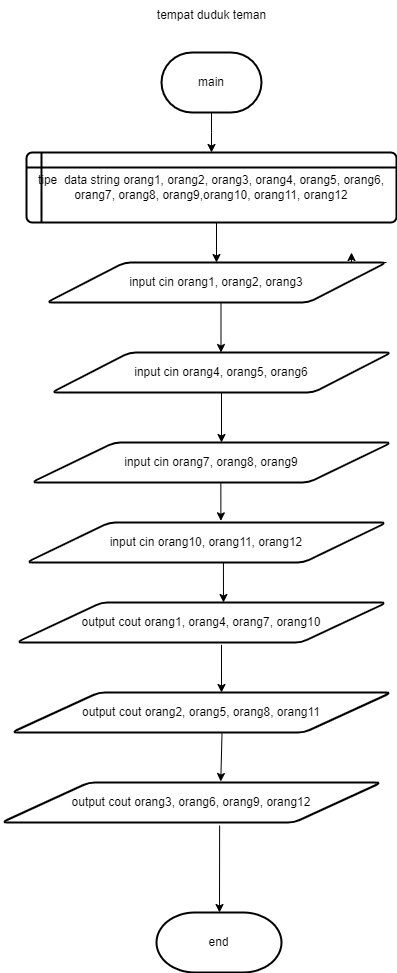 tempat duduk teman
main
tipe  data string orang1, orang2, orang3, orang4, orang5, orang6,
orang7, orang8, orang9,orang10, orang11, orang12
input cin orang1, orang2, orang3
input cin orang4, orang5, orang6
input cin orang7, orang8, orang9
input cin orang10, orang11, orang12
output cout orang1, orang4, orang7, orang10
output cout orang2, orang5, orang8, orang11
output cout orang3, orang6, orang9, orang12
end